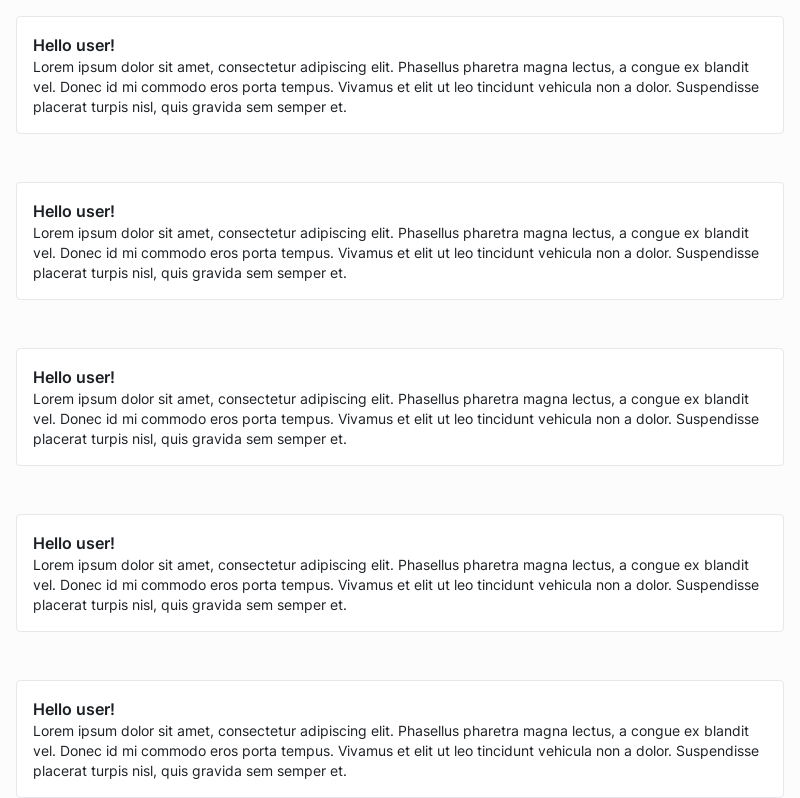 Hello user!
Lorem ipsum dolor sit amet, consectetur adipiscing elit. Phasellus pharetra magna lectus, a congue ex blandit
vel. Donec id mi commodo eros porta tempus. Vivamus et elit ut leo tincidunt vehicula non a dolor. Suspendisse
placerat turpis nisl, quis gravida sem semper et.
Hello user!
Lorem ipsum dolor sit amet, consectetur adipiscing elit. Phasellus pharetra magna lectus, a congue ex blandit
vel. Donec id mi commodo eros porta tempus. Vivamus et elit ut leo tincidunt vehicula non a dolor. Suspendisse
placerat turpis nisl, quis gravida sem semper et.
Hello user!
Lorem ipsum dolor sit amet, consectetur adipiscing elit. Phasellus pharetra magna lectus, a congue ex blandit
vel. Donec id mi commodo eros porta tempus. Vivamus et elit ut leo tincidunt vehicula non a dolor. Suspendisse
placerat turpis nisl, quis gravida sem semper et.
Hello user!
Lorem ipsum dolor sit amet, consectetur adipiscing elit. Phasellus pharetra magna lectus, a congue ex blandit
vel. Donec id mi commodo eros porta tempus. Vivamus et elit ut leo tincidunt vehicula non a dolor. Suspendisse
placerat turpis nisl, quis gravida sem semper et.
Hello user!
Lorem ipsum dolor sit amet, consectetur adipiscing elit. Phasellus pharetra magna lectus, a congue ex blandit
vel. Donec id mi commodo eros porta tempus. Vivamus et elit ut leo tincidunt vehicula non a dolor. Suspendisse
placerat turpis nisl, quis gravida sem semper et.